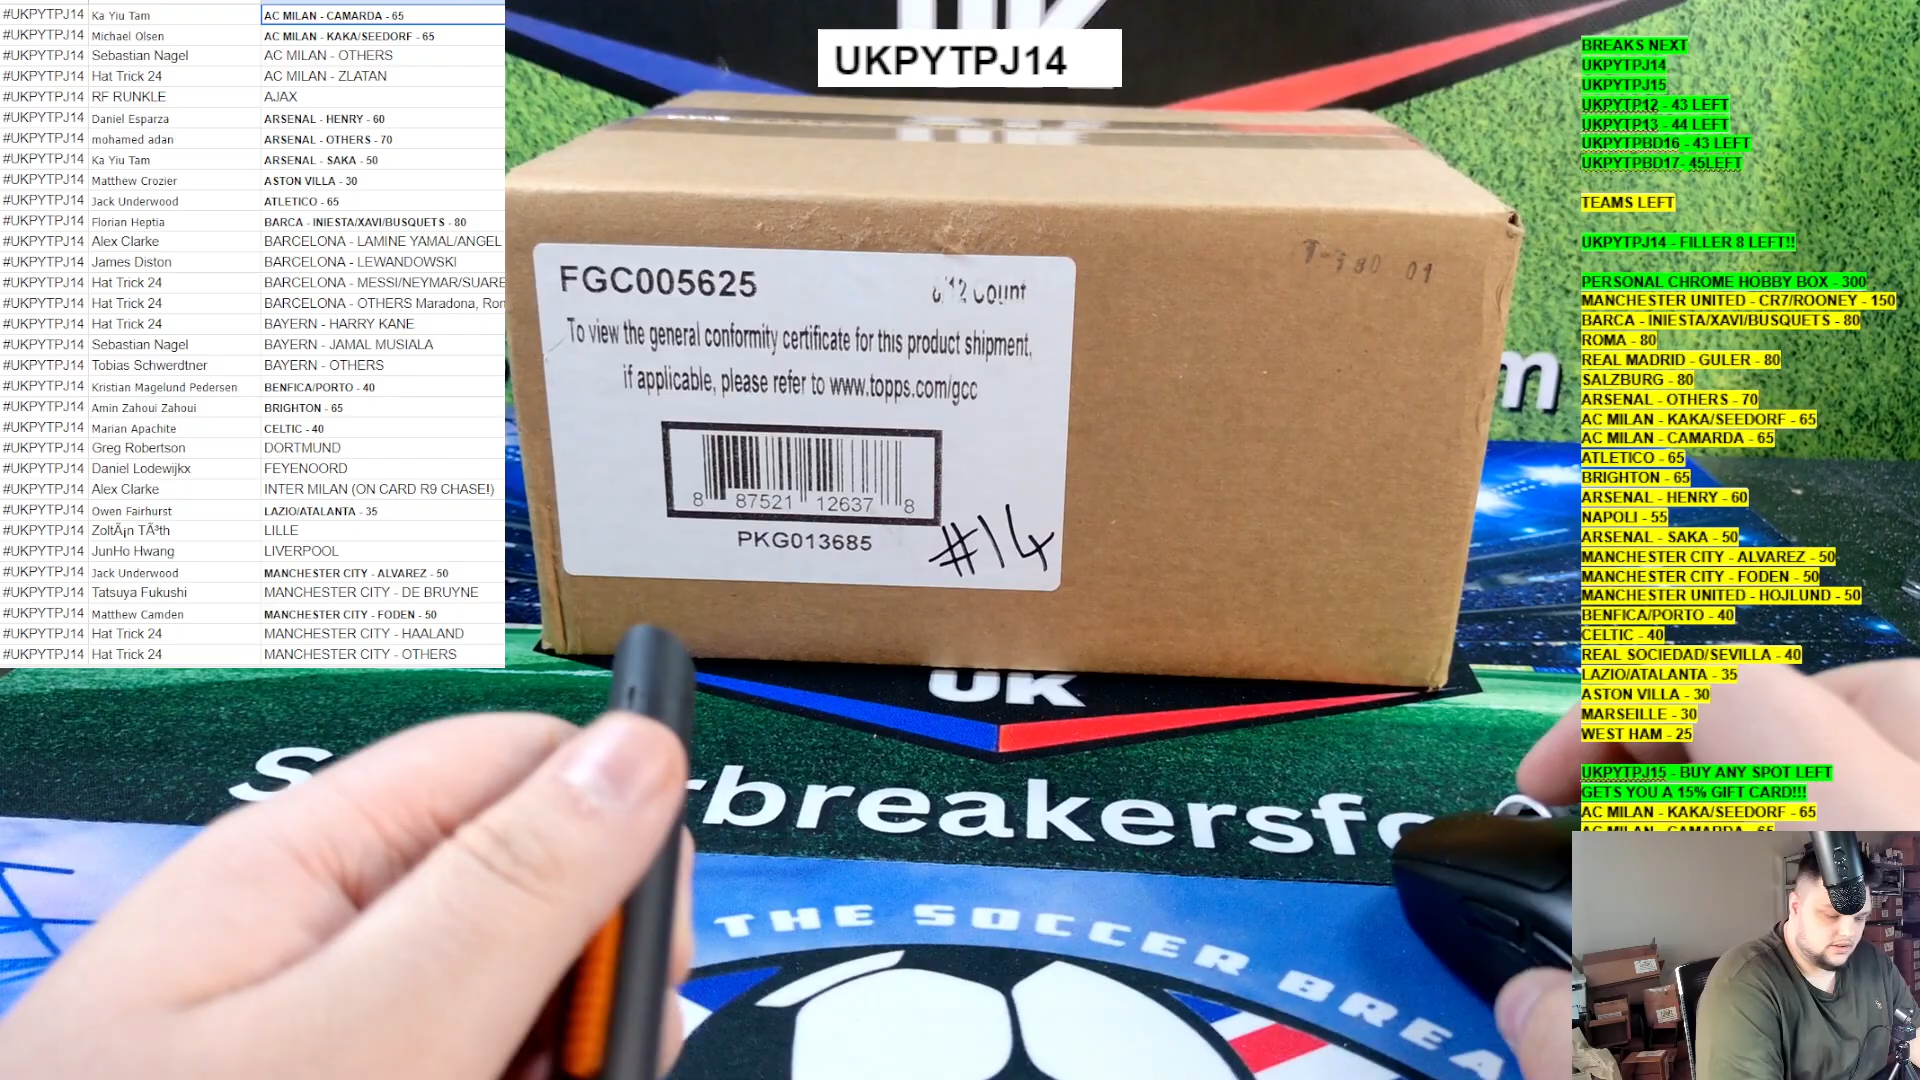 #UKPYTPJ14 Ka Yiu Tam AC MILAN - CAMARDA - 65
#UKPYTPJ14 Michael Olsen AC MILAN - KAKA/SEEDORF - 65
#UKPYTPJ14 Sebastian Nagel AC MILAN - OTHERS
#UKPYTPJ14 Hat Trick 24 AC MILAN - ZLATAN
#UKPYTPJ14 RF RUNKLE AJAX
#UKPYTPJ14 Daniel Esparza ARSENAL - HENRY - 60
#UKPYTPJ14 mohamed adan ARSENAL - OTHERS - 70
#UKPYTPJ14 Ka Yiu Tam ARSENAL - SAKA - 50
#UKPYTPJ14 Matthew Crozier ASTON VILLA - 30
#UKPYTPJ14 Jack Underwood ATLETICO - 65
#UKPYTPJ14 Florian Heptia BARCA - INIESTA/XAVI/BUSQUETS - 80
#UKPYTPJ14 Alex Clarke BARCELONA - LAMINE YAMAL/ANGEL
#UKPYTPJ14 James Diston BARCELONA - LEWANDOWSKI
#UKPYTPJ14 Hat Trick 24 BARCELONA - MESSI/NEYMAR/SUARE
#UKPYTPJ14 Hat Trick 24 BARCELONA - OTHERS Maradona, Ron
#UKPYTPJ14 Hat Trick 24 BAYERN - HARRY KANE
#UKPYTPJ14 Sebastian Nagel BAYERN - JAMAL MUSIALA
#UKPYTPJ14 Tobias Schwerdtner BAYERN - OTHERS
#UKPYTPJ14 Kristian Magelund Pedersen BENFICA/PORTO - 40
#UKPYTPJ14 Amin Zahoui Zahoui BRIGHTON - 65
#UKPYTPJ14 Marian Apachite CELTIC - 40
#UKPYTPJ14 Greg Robertson DORTMUND
#UKPYTPJ14 Daniel Lodewijkx FEYENOORD
#UKPYTPJ14 Alex Clarke INTER MILAN (ON CARD R9 CHASE!)
#UKPYTPJ14 Owen Fairhurst LAZIO/ATALANTA - 35
#UKPYTPJ14 ZoltÃ¡n TÃ³th LILLE
#UKPYTPJ14 JunHo Hwang LIVERPOOL
#UKPYTPJ14 Jack Underwood MANCHESTER CITY - ALVAREZ - 50
#UKPYTPJ14 Tatsuya Fukushi MANCHESTER CITY - DE BRUYNE
#UKPYTPJ14 Matthew Camden MANCHESTER CITY - FODEN - 50
#UKPYTPJ14 Hat Trick 24 MANCHESTER CITY - HAALAND
#UKPYTPJ14 Hat Trick 24 MANCHESTER CITY - OTHERS
UKPYTPJ14
FGC005625
Count
To view the general conformity certificate for this product shipment,
if applicable, please refer to www.topps.com/gcc
8 87521 12637 8
PKG013685
#14
UK
rbreakersfo
THE SOCCER BREA
BREAKS NEXT
UKPYTPJ14
UKPYTPJ15
UKPYTP12 - 43 LEFT
UKPYTP13 - 44 LEFT
UKPYTPBD16 - 43 LEFT
UKPYTPBD17- 45LEFT
TEAMS LEFT
UKPYTPJ14 - FILLER 8 LEFT!!
PERSONAL CHROME HOBBY BOX - 300
MANCHESTER UNITED - CR7/ROONEY - 150
BARCA - INIESTA/XAVI/BUSQUETS - 80
ROMA - 80
REAL MADRID - GULER - 80
SALZBURG - 80
ARSENAL - OTHERS - 70
AC MILAN - KAKA/SEEDORF - 65
AC MILAN - CAMARDA - 65
ATLETICO - 65
BRIGHTON - 65
ARSENAL - HENRY - 60
NAPOLI - 55
ARSENAL - SAKA - 50
MANCHESTER CITY - ALVAREZ - 50
MANCHESTER CITY - FODEN - 50
MANCHESTER UNITED - HOJLUND - 50
BENFICA/PORTO - 40
CELTIC - 40
REAL SOCIEDAD/SEVILLA - 40
LAZIO/ATALANTA - 35
ASTON VILLA - 30
MARSEILLE - 30
WEST HAM - 25
UKPYTPJ15 - BUY ANY SPOT LEFT
GETS YOU A 15% GIFT CARD!!!
AC MILAN - KAKA/SEEDORF - 65
AC MILAN - CAMARDA - 65